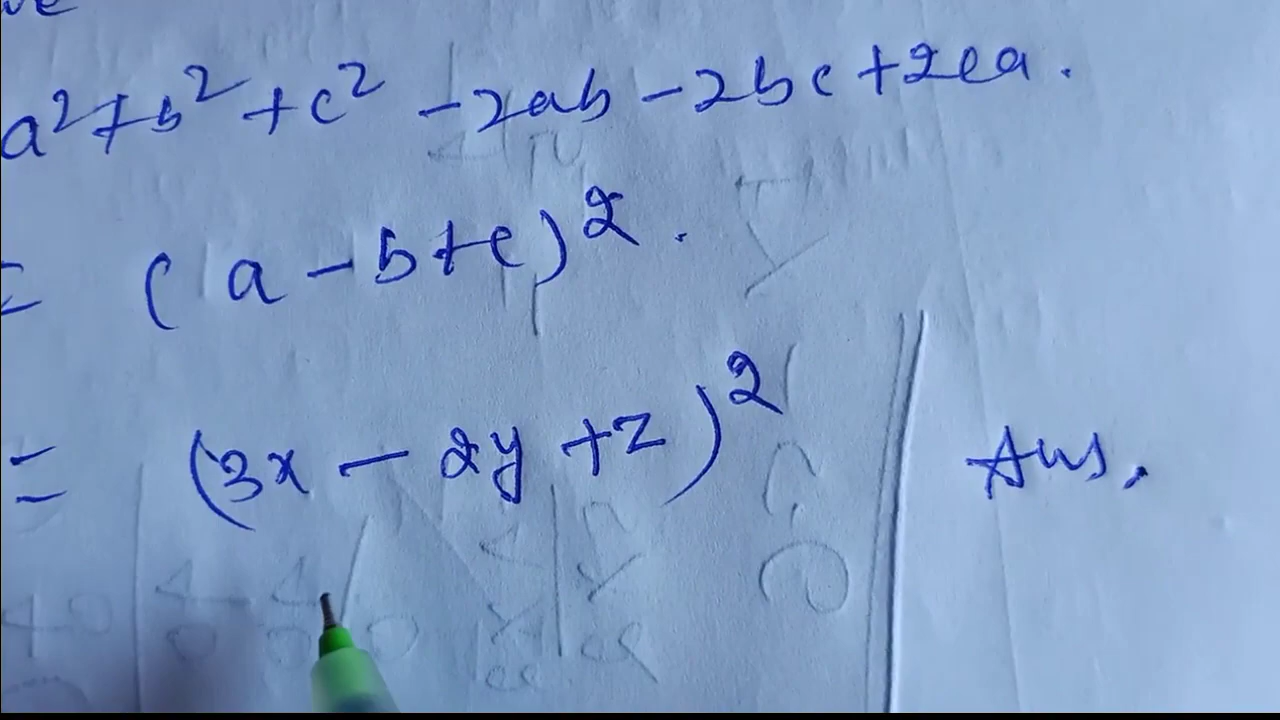 a² + b² + c² - 2ab - 2bc + 2ca.
= (a - b + c)².
= (3x - 2y + z)² Ans.